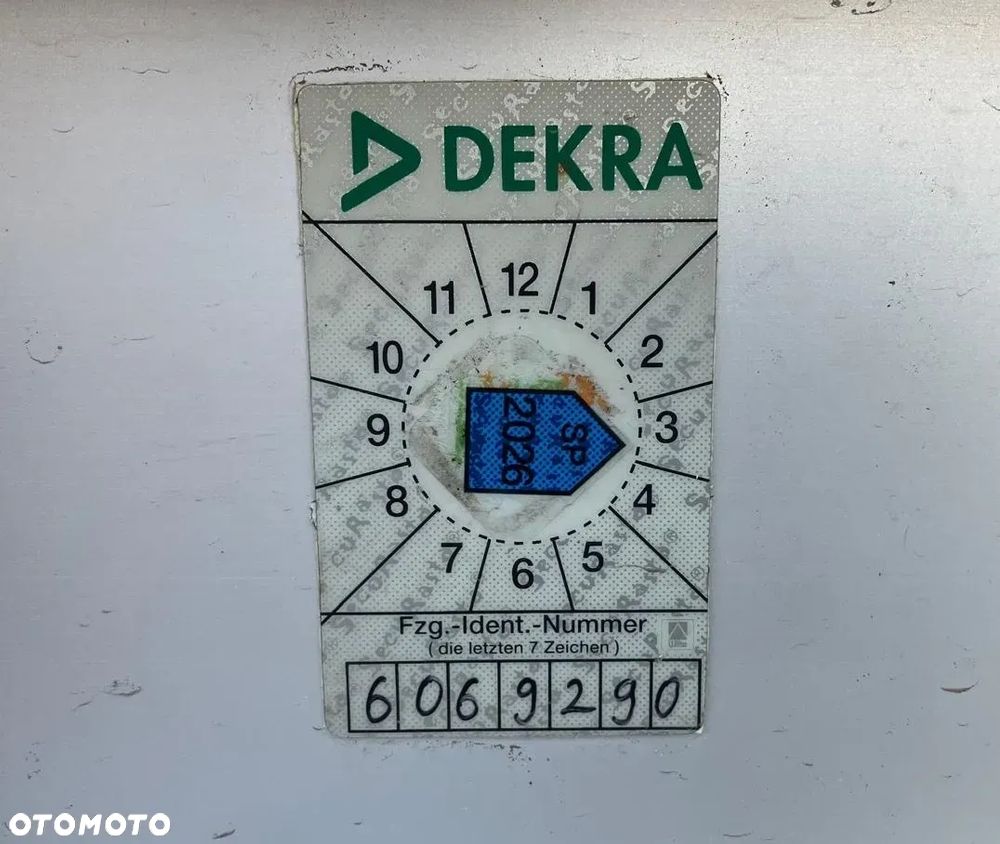 DEKRA
12
11
1
10
2
9
3
8
4
7
5
6
SP
2026
Fzg.-Ident.-Nummer
(die letzten 7 Zeichen)
6069290
OTOMOTO